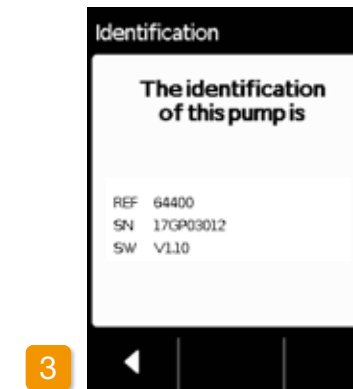 Identification
The identification
of this pump is
REF 64400
SN 17GP03012
SW V1.10
3